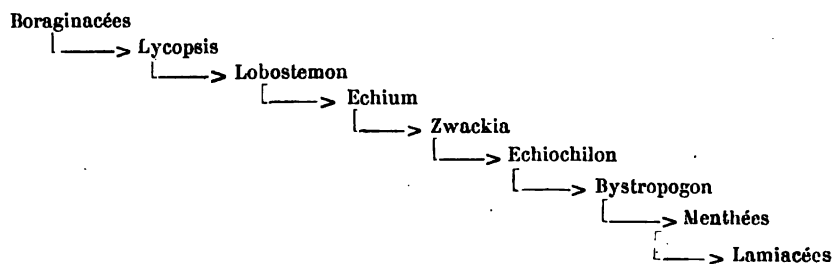 Boraginacées
Lycopsis
Lobostemon
Echium
Zwackia
Echiochilon
Bystropogon
Menthées
Lamiacées